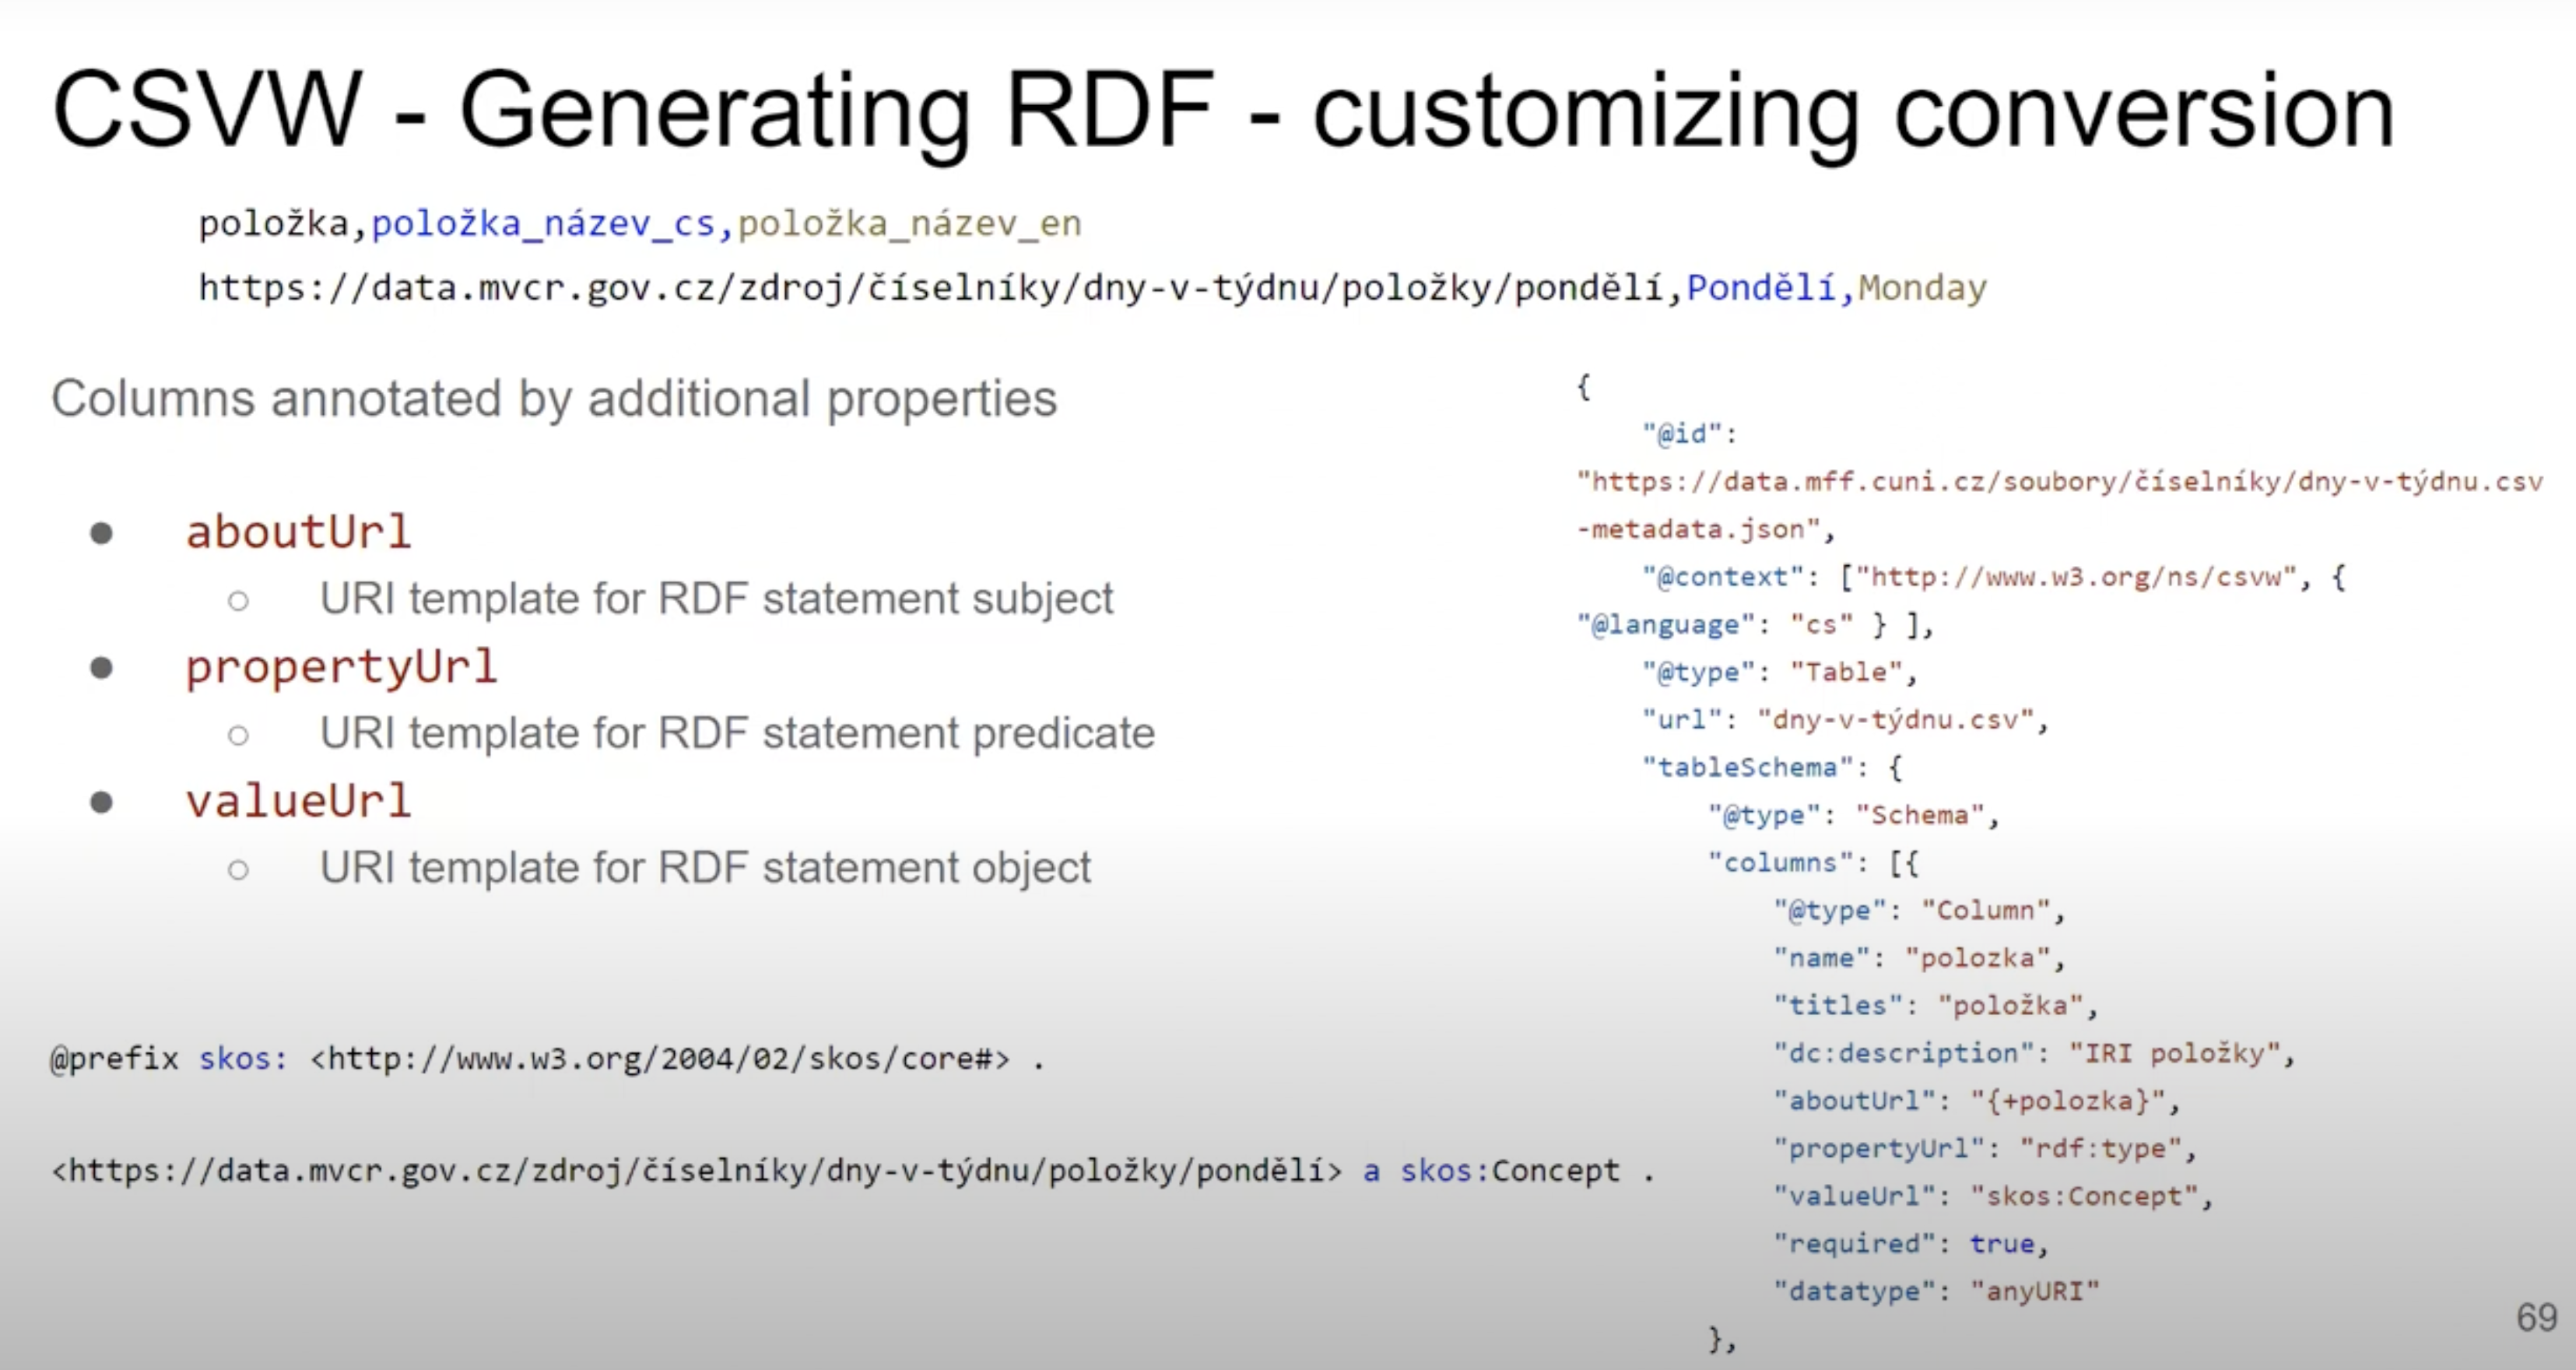 CSVW - Generating RDF - customizing conversion
položka,položka_název_cs,položka_název_en
https://data.mvcr.gov.cz/zdroj/číselníky/dny-v-týdnu/položky/pondělí,Pondělí,Monday
Columns annotated by additional properties
● aboutUrl
○ URI template for RDF statement subject
● propertyUrl
○ URI template for RDF statement predicate
● valueUrl
○ URI template for RDF statement object
@prefix skos: <http://www.w3.org/2004/02/skos/core#> .
<https://data.mvcr.gov.cz/zdroj/číselníky/dny-v-týdnu/položky/pondělí> a skos:Concept .
{
"@id":
"https://data.mff.cuni.cz/soubory/číselníky/dny-v-týdnu.csv
-metadata.json",
"@context": ["http://www.w3.org/ns/csvw", {
"@language": "cs" } ],
"@type": "Table",
"url": "dny-v-týdnu.csv",
"tableSchema": {
"@type": "Schema",
"columns": [{
"@type": "Column",
"name": "polozka",
"titles": "položka",
"dc:description": "IRI položky",
"aboutUrl": "{+polozka}",
"propertyUrl": "rdf:type",
"valueUrl": "skos:Concept",
"required": true,
"datatype": "anyURI"
},
69